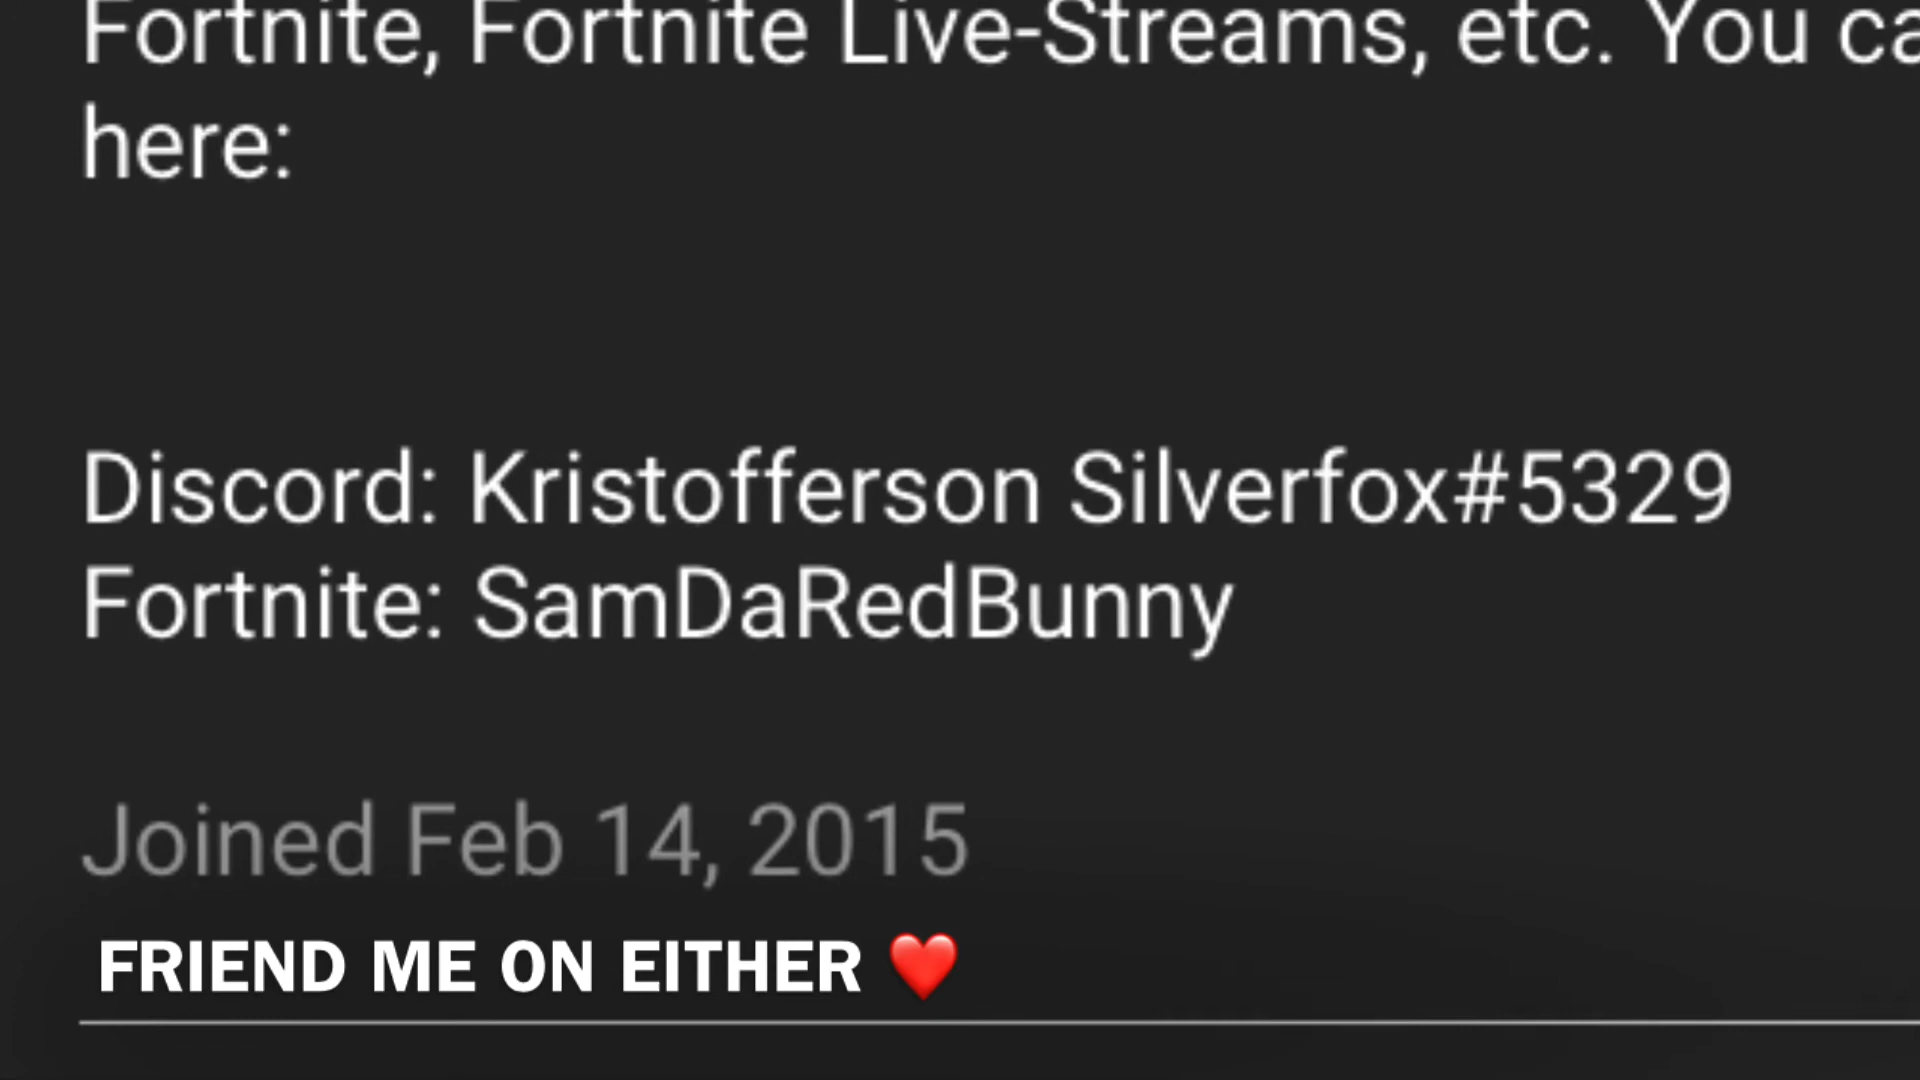 Fortnite, Fortnite Live-Streams, etc. You
here:
Discord: Kristofferson Silverfox#5329
Fortnite: SamDaRedBunny
Joined Feb 14, 2015
FRIEND ME ON EITHER ❤️